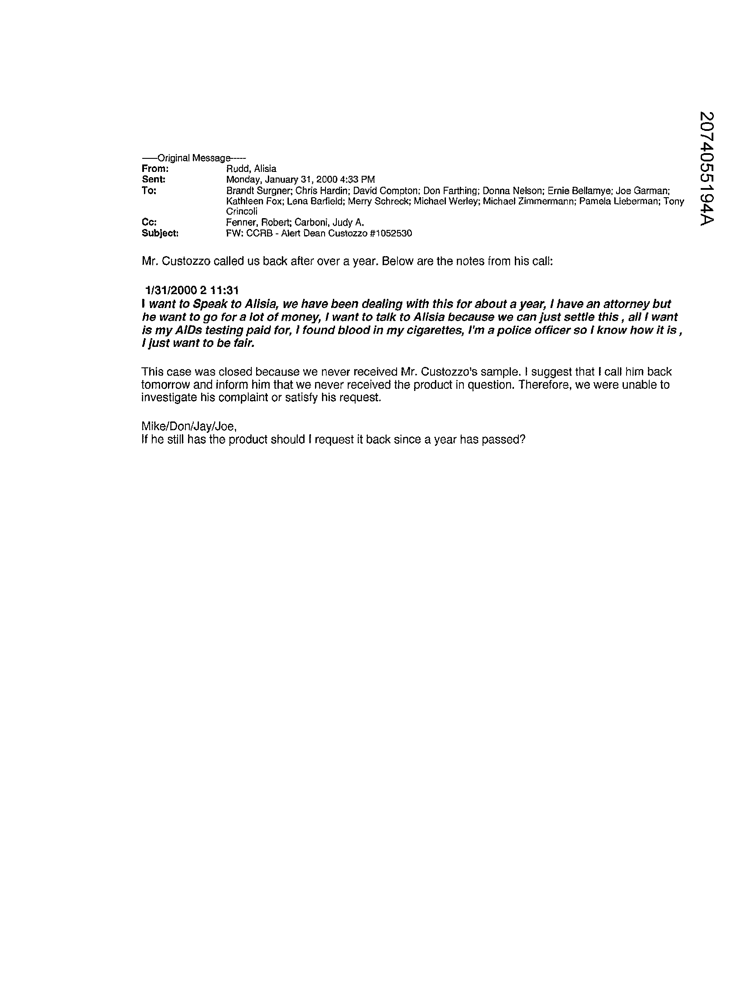 -----Original Message-----
From: Rudd, Alisia
Sent: Monday, January 31, 2000 4:33 PM
To: Brandt Surgner; Chris Hardin; David Compton; Don Farthing; Donna Nelson; Ernie Bellamye; Joe Garman;
Kathleen Fox; Lena Barfield; Merry Schreck; Michael Werley; Michael Zimmermann; Pamela Lieberman; Tony
Crincoli
Cc: Fenner, Robert; Carboni, Judy A.
Subject: FW: CCRB - Alert Dean Custozzo #1052530
Mr. Custozzo called us back after over a year. Below are the notes from his call:
1/31/2000 2 11:31
I want to Speak to Alisia, we have been dealing with this for about a year, I have an attorney but
he want to go for a lot of money, I want to talk to Alisia because we can just settle this , all I want
is my AIDs testing paid for, I found blood in my cigarettes, I'm a police officer so I know how it is ,
I just want to be fair.
This case was closed because we never received Mr. Custozzo's sample. I suggest that I call him back
tomorrow and inform him that we never received the product in question. Therefore, we were unable to
investigate his complaint or satisfy his request.
Mike/Don/Jay/Joe,
If he still has the product should I request it back since a year has passed?
2074055194A